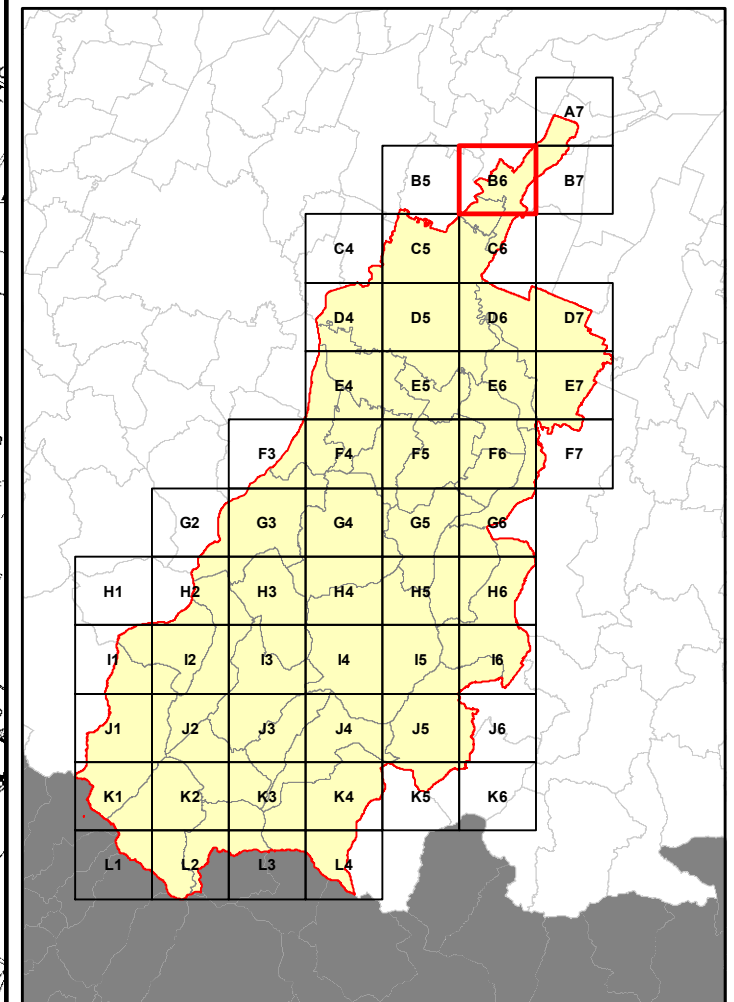 A7
B5 B6 B7
C4 C5 C6
D4 D5 D6 D7
E4 E5 E6 E7
F3 F4 F5 F6 F7
G2 G3 G4 G5 G6
H1 H2 H3 H4 H5 H6
I1 I2 I3 I4 I5 I6
J1 J2 J3 J4 J5 J6
K1 K2 K3 K4 K5 K6
L1 L2 L3 L4